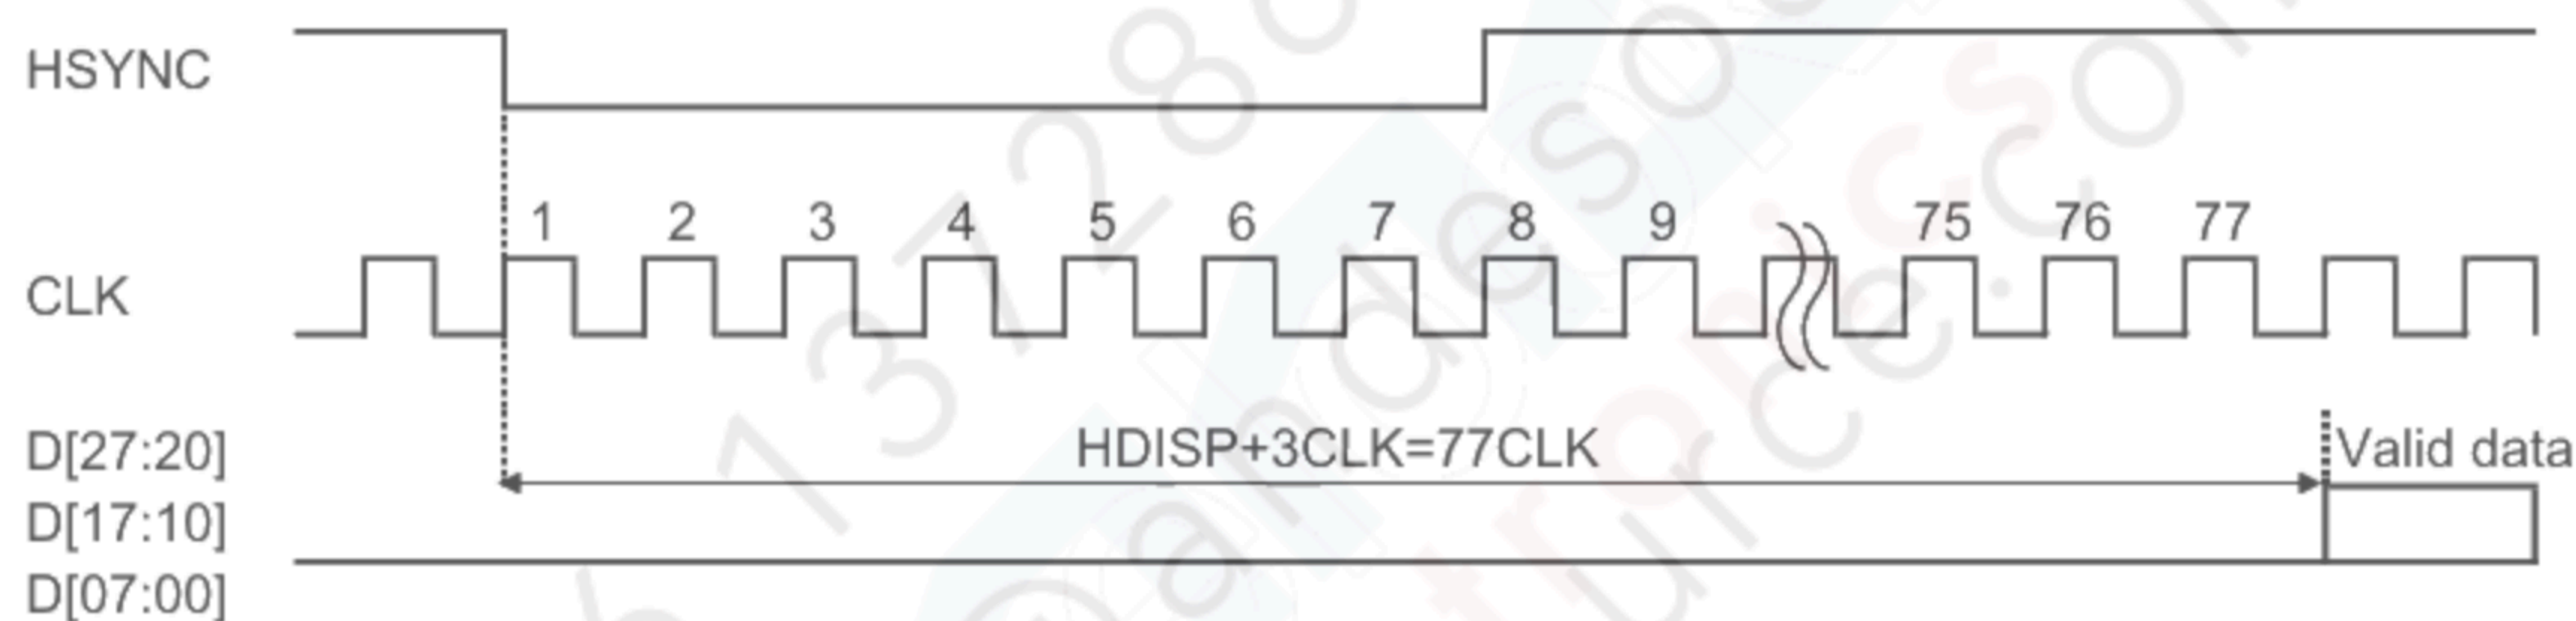 HSYNC
1 2 3 4 5 6 7 8 9 75 76 77
CLK
D[27:20] HDISP+3CLK=77CLK Valid data
D[17:10]
D[07:00]